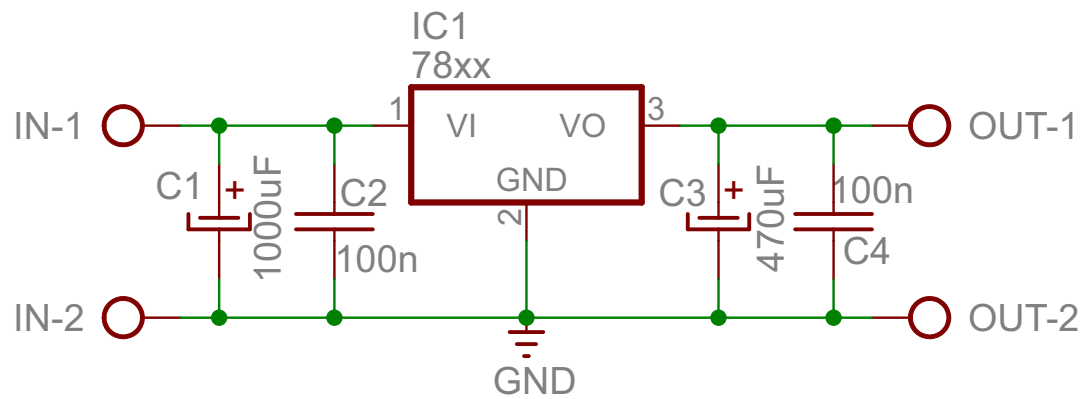 IC1
78xx
IN-1
1
VI
VO
3
OUT-1
C1
+
1000uF
C2
100n
GND
2
C3
+
470uF
100n
C4
IN-2
OUT-2
GND